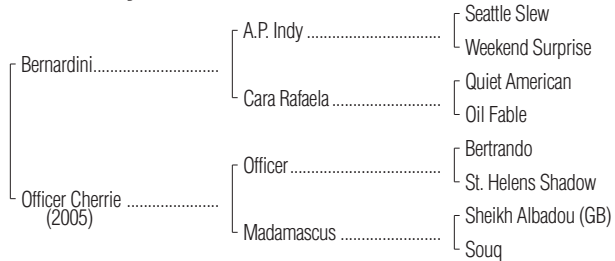 Seattle Slew
A.P. Indy ................................
Weekend Surprise
Bernardini...............................
Quiet American
Cara Rafaela ..........................
Oil Fable
Bertrando
Officer.....................................
St. Helens Shadow
Officer Cherrie ......................
(2005)
Sheikh Albadou (GB)
Madamascus ........................
Souq